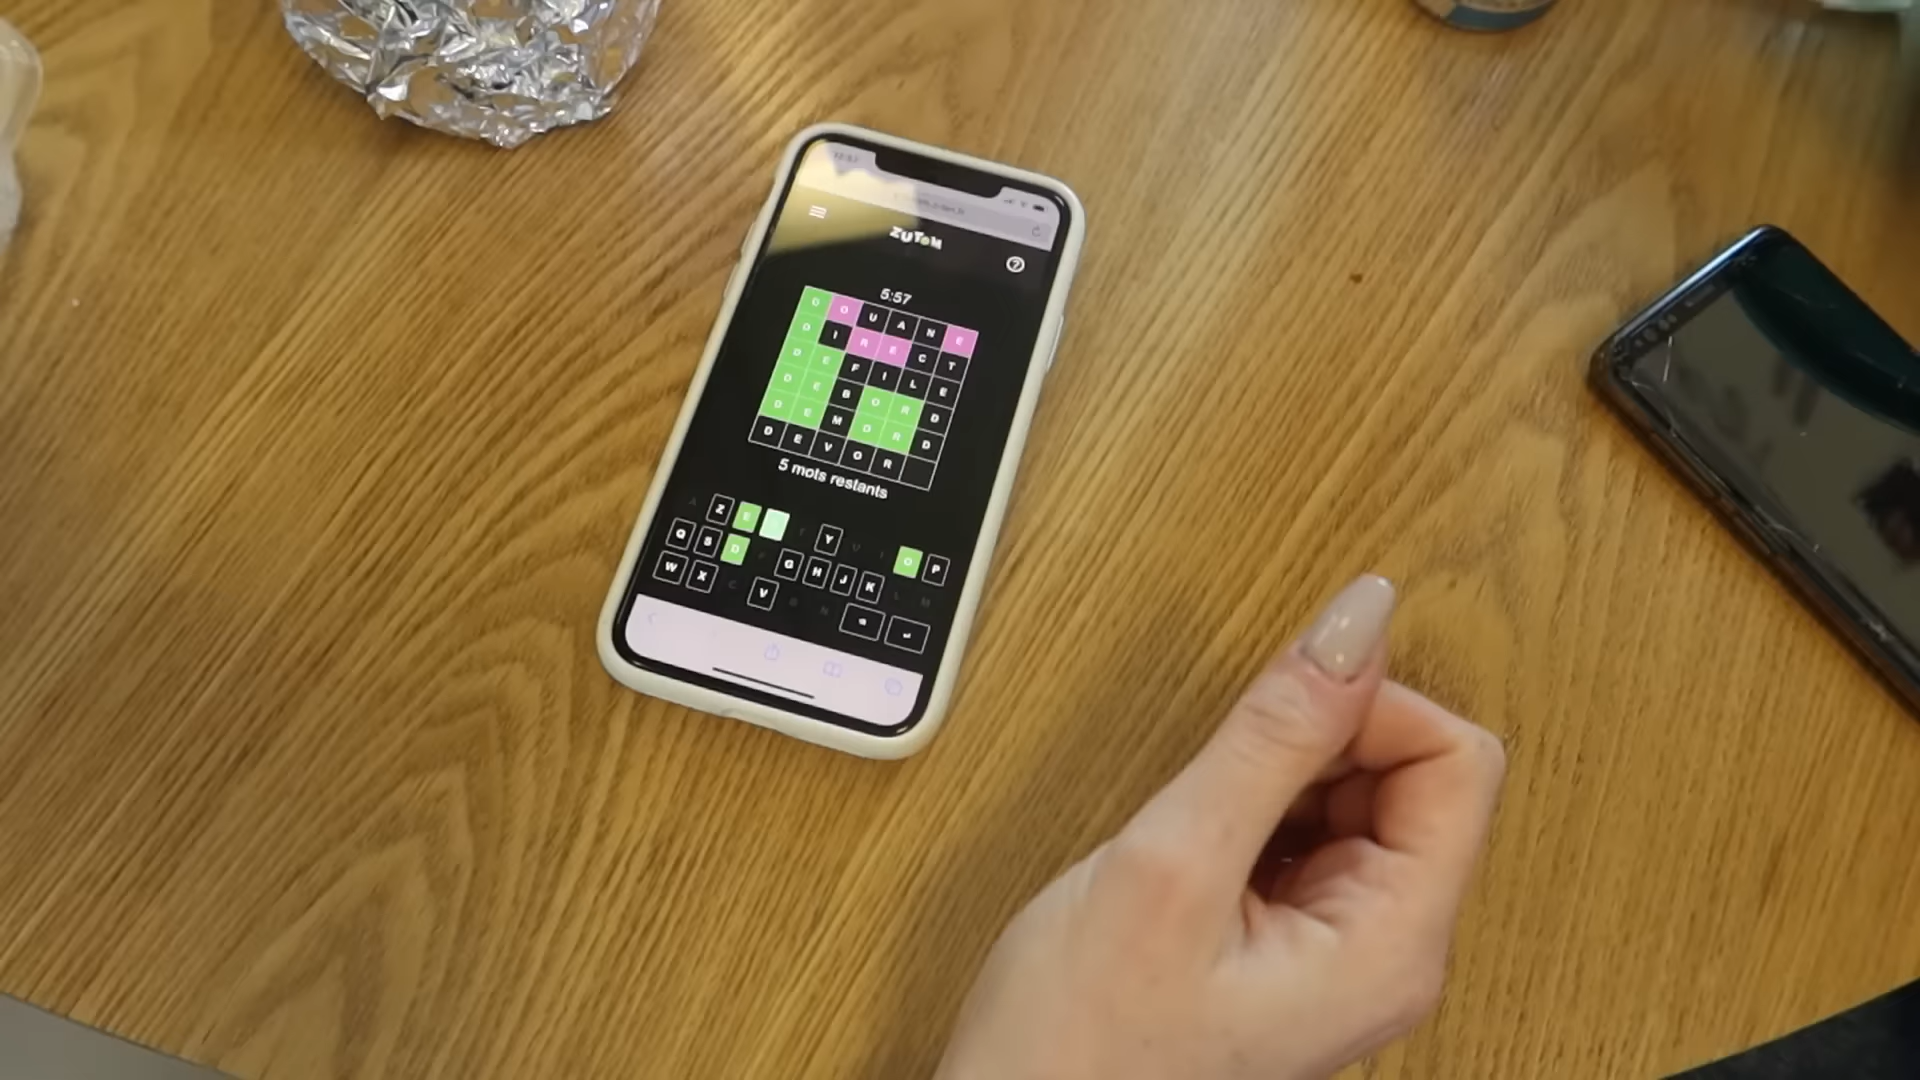 ZUTOM
5:57
D O U A N E
D I R E C T
D E F I L E
D E B O R D
D E M O R D
D E V O R
5 mots restants
Z E Y O P
Q S D G H J K
W X V